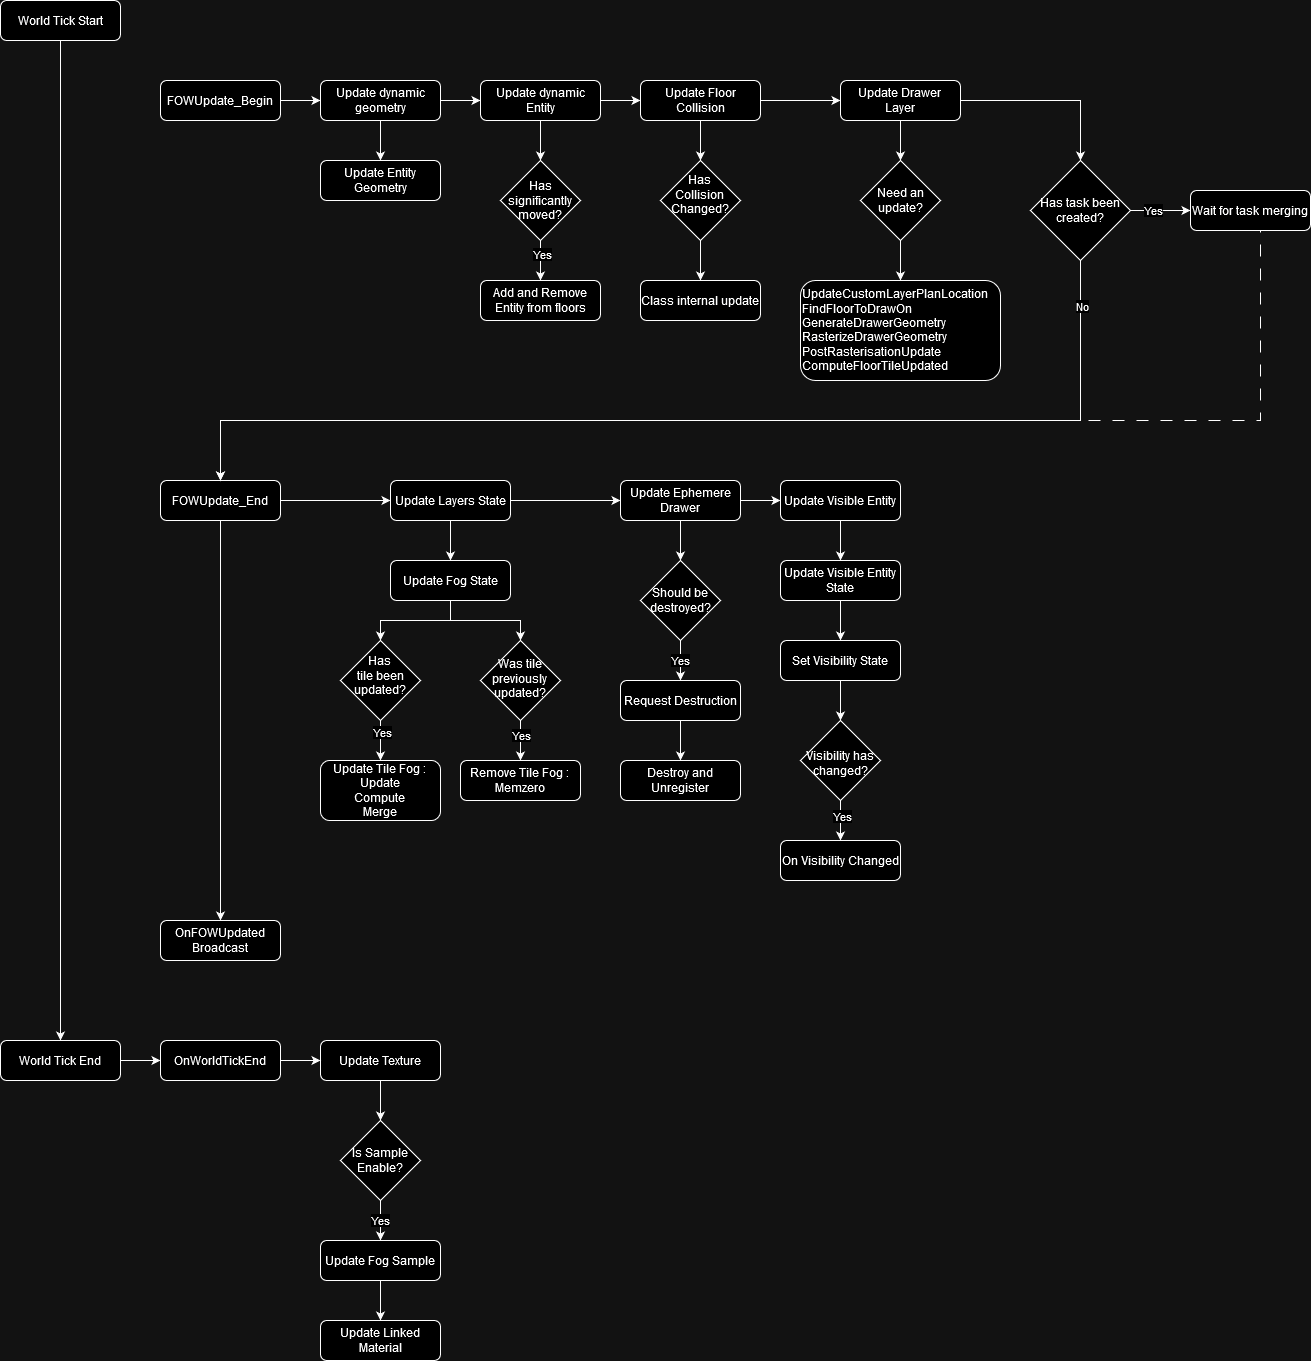 World Tick Start
FOWUpdate_Begin
Update dynamic
geometry
Update dynamic
Entity
Update Floor
Collision
Update Drawer
Layer
Update Entity
Geometry
Has
significantly
moved?
Has
Collision
Changed?
Need an
update?
Has task been
created?
Yes
Wait for task merging
Yes
Add and Remove
Entity from floors
Class internal update
UpdateCustomLayerPlanLocation
FindFloorToDrawOn
GenerateDrawerGeometry
RasterizeDrawerGeometry
PostRasterisationUpdate
ComputeFloorTileUpdated
No
FOWUpdate_End
Update Layers State
Update Ephemere
Drawer
Update Visible Entity
Update Fog State
Should be
destroyed?
Update Visible Entity
State
Has
tile been
updated?
Was tile
previously
updated?
Yes
Set Visibility State
Yes
Yes
Request Destruction
Update Tile Fog :
Update
Compute
Merge
Remove Tile Fog :
Memzero
Destroy and
Unregister
Visibility has
changed?
Yes
On Visibility Changed
OnFOWUpdated
Broadcast
World Tick End
OnWorldTickEnd
Update Texture
Is Sample
Enable?
Yes
Update Fog Sample
Update Linked
Material